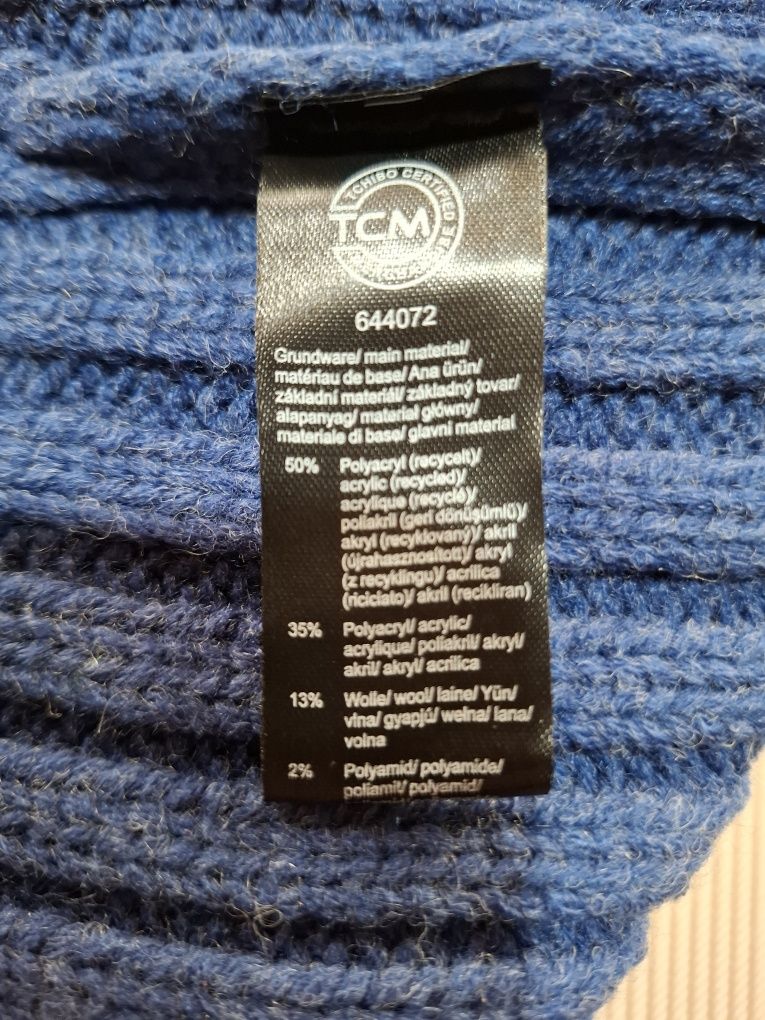 TCHIBO CERTIFIED
TCM
644072
Grundware/ main material/
matériau de base/ Ana ürün/
základní materiál/ základný tovar/
alapanyag/ materiał główny/
materiale di base/ glavni material
50% Polyacryl (recycelt)/
acrylic (recycled)/
acrylique (recyclé)/
poliakril (geri dönüşümlü)/
akryl (recyklovaný)/ akril
(újrahasznosított)/ akryl
(z recyklingu)/ acrilica
(riciclato)/ akril (recikliran)
35% Polyacryl/ acrylic/
acrylique/ poliakril/ akryl/
akril/ akryl/ acrilica
13% Wolle/ wool/ laine/ Yün/
vlna/ gyapjú/ wełna/ lana/
volna
2% Polyamid/ polyamide/
poliamit/ polyamid/